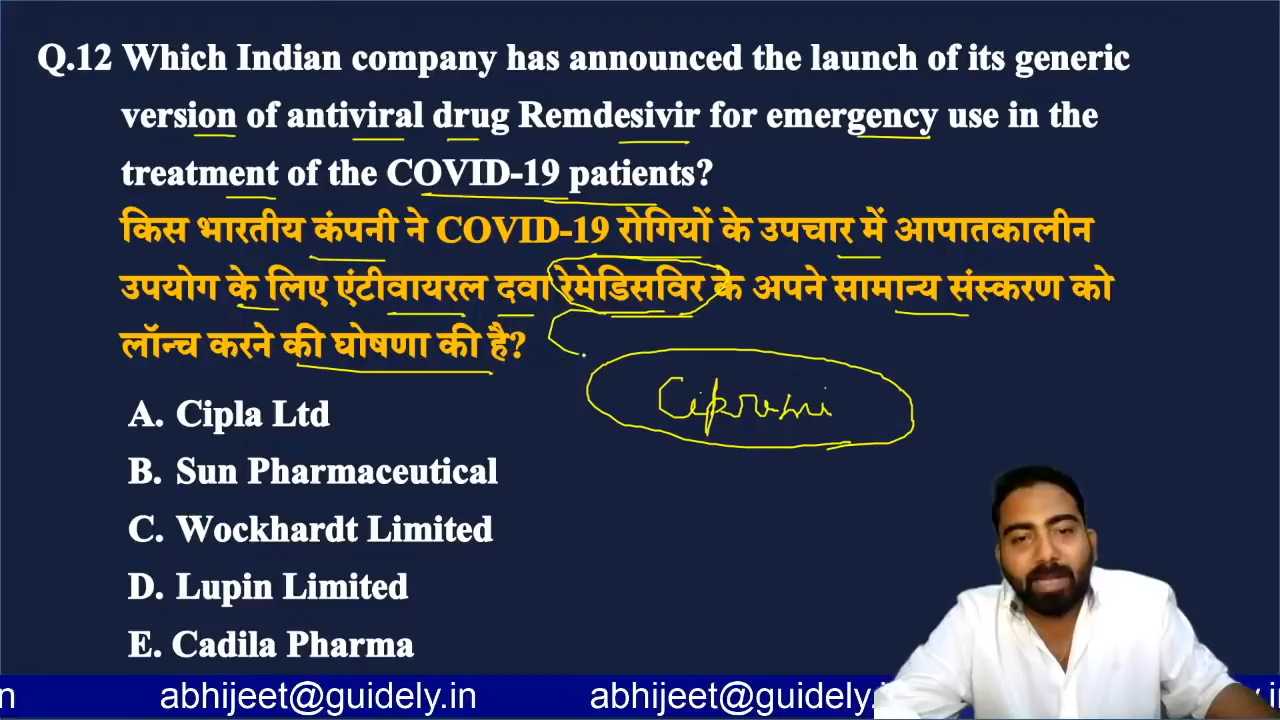 Q.12 Which Indian company has announced the launch of its generic
version of antiviral drug Remdesivir for emergency use in the
treatment of the COVID-19 patients?
किस भारतीय कंपनी ने COVID-19 रोगियों के उपचार में आपातकालीन
उपयोग के लिए एंटीवायरल दवा रेमेडिसविर के अपने सामान्य संस्करण को
लॉन्च करने की घोषणा की है?
Cipremi
A. Cipla Ltd
B. Sun Pharmaceutical
C. Wockhardt Limited
D. Lupin Limited
E. Cadila Pharma
n abhijeet@guidely.in abhijeet@guidely.